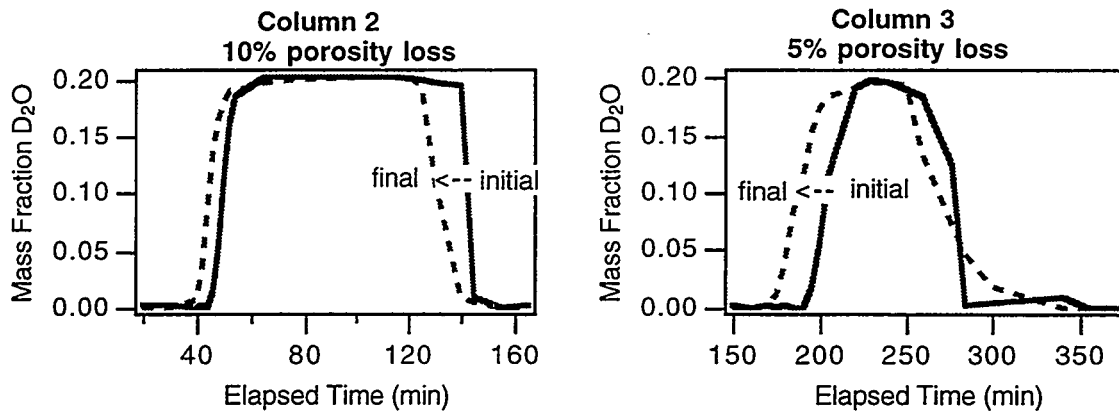 Column 2
10% porosity loss
Mass Fraction D₂O
0.20
0.15
0.10
0.05
0.00
final <-- initial
40
80
120
160
Elapsed Time (min)
Column 3
5% porosity loss
Mass Fraction D₂O
0.20
0.15
0.10
0.05
0.00
final <-- initial
150
200
250
300
350
Elapsed Time (min)